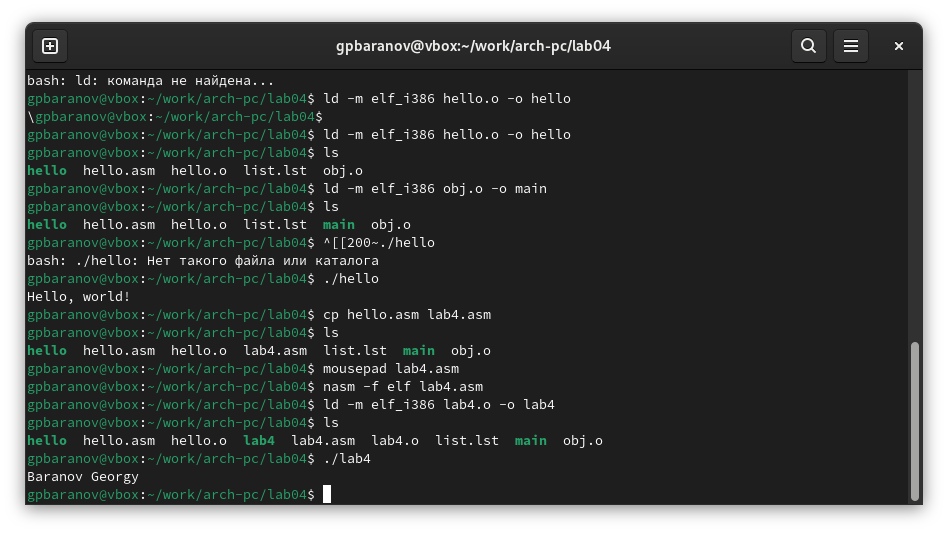 gpbaranov@vbox:~/work/arch-pc/lab04
bash: ld: команда не найдена...
gpbaranov@vbox:~/work/arch-pc/lab04$ ld -m elf_i386 hello.o -o hello
\gpbaranov@vbox:~/work/arch-pc/lab04$
gpbaranov@vbox:~/work/arch-pc/lab04$ ld -m elf_i386 hello.o -o hello
gpbaranov@vbox:~/work/arch-pc/lab04$ ls
hello  hello.asm  hello.o  list.lst  obj.o
gpbaranov@vbox:~/work/arch-pc/lab04$ ld -m elf_i386 obj.o -o main
gpbaranov@vbox:~/work/arch-pc/lab04$ ls
hello  hello.asm  hello.o  list.lst  main  obj.o
gpbaranov@vbox:~/work/arch-pc/lab04$ ^[[200~./hello
bash: ./hello: Нет такого файла или каталога
gpbaranov@vbox:~/work/arch-pc/lab04$ ./hello
Hello, world!
gpbaranov@vbox:~/work/arch-pc/lab04$ cp hello.asm lab4.asm
gpbaranov@vbox:~/work/arch-pc/lab04$ ls
hello  hello.asm  hello.o  lab4.asm  list.lst  main  obj.o
gpbaranov@vbox:~/work/arch-pc/lab04$ mousepad lab4.asm
gpbaranov@vbox:~/work/arch-pc/lab04$ nasm -f elf lab4.asm
gpbaranov@vbox:~/work/arch-pc/lab04$ ld -m elf_i386 lab4.o -o lab4
gpbaranov@vbox:~/work/arch-pc/lab04$ ls
hello  hello.asm  hello.o  lab4  lab4.asm  lab4.o  list.lst  main  obj.o
gpbaranov@vbox:~/work/arch-pc/lab04$ ./lab4
Baranov Georgy
gpbaranov@vbox:~/work/arch-pc/lab04$